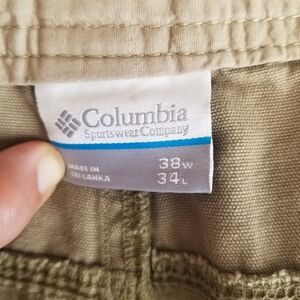 Columbia
Sportswear Company
MADE IN
SRI LANKA
38W
34L